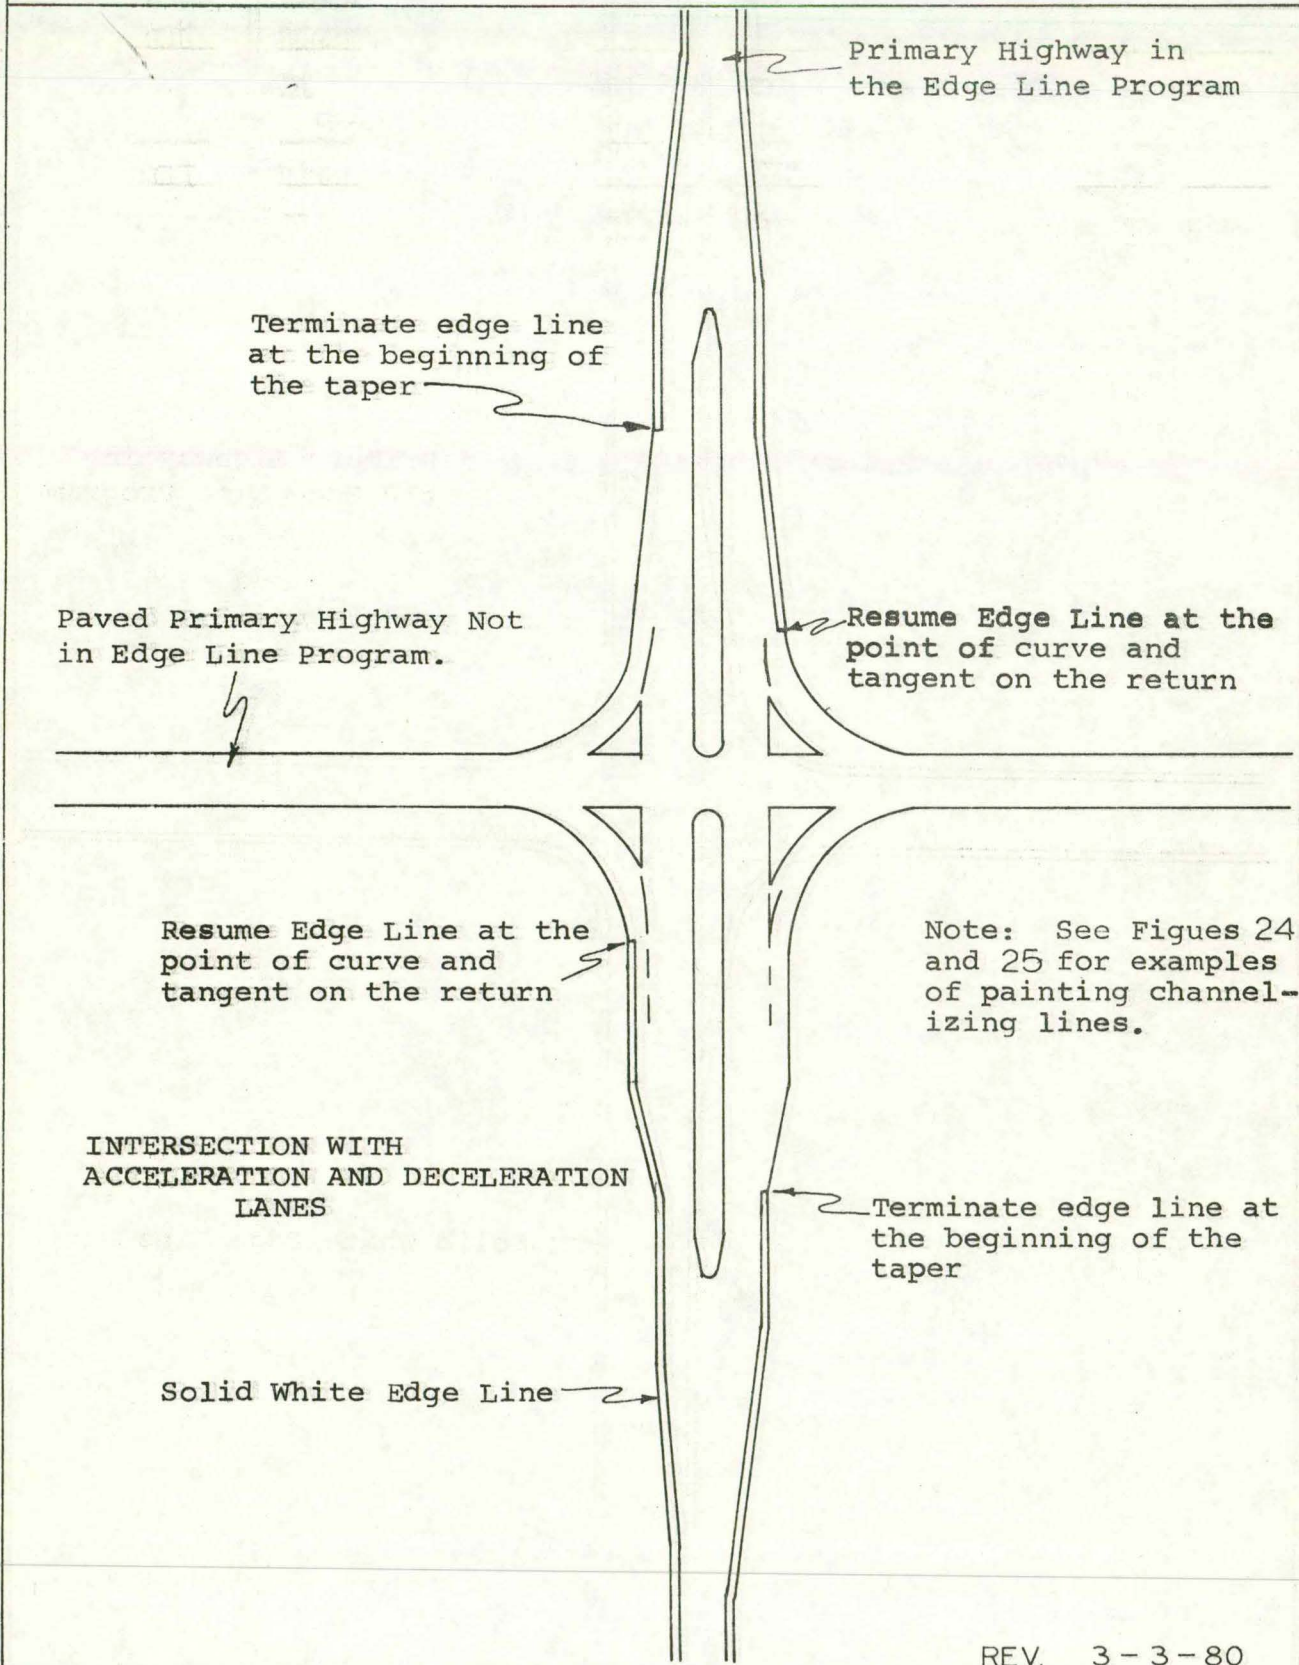 Primary Highway in
the Edge Line Program
Terminate edge line
at the beginning of
the taper
Paved Primary Highway Not
in Edge Line Program.
Resume Edge Line at the
point of curve and
tangent on the return
Resume Edge Line at the
point of curve and
tangent on the return
Note: See Figues 24
and 25 for examples
of painting channel-
izing lines.
INTERSECTION WITH
ACCELERATION AND DECELERATION
LANES
Terminate edge line at
the beginning of the
taper
Solid White Edge Line
REV. 3-3-80